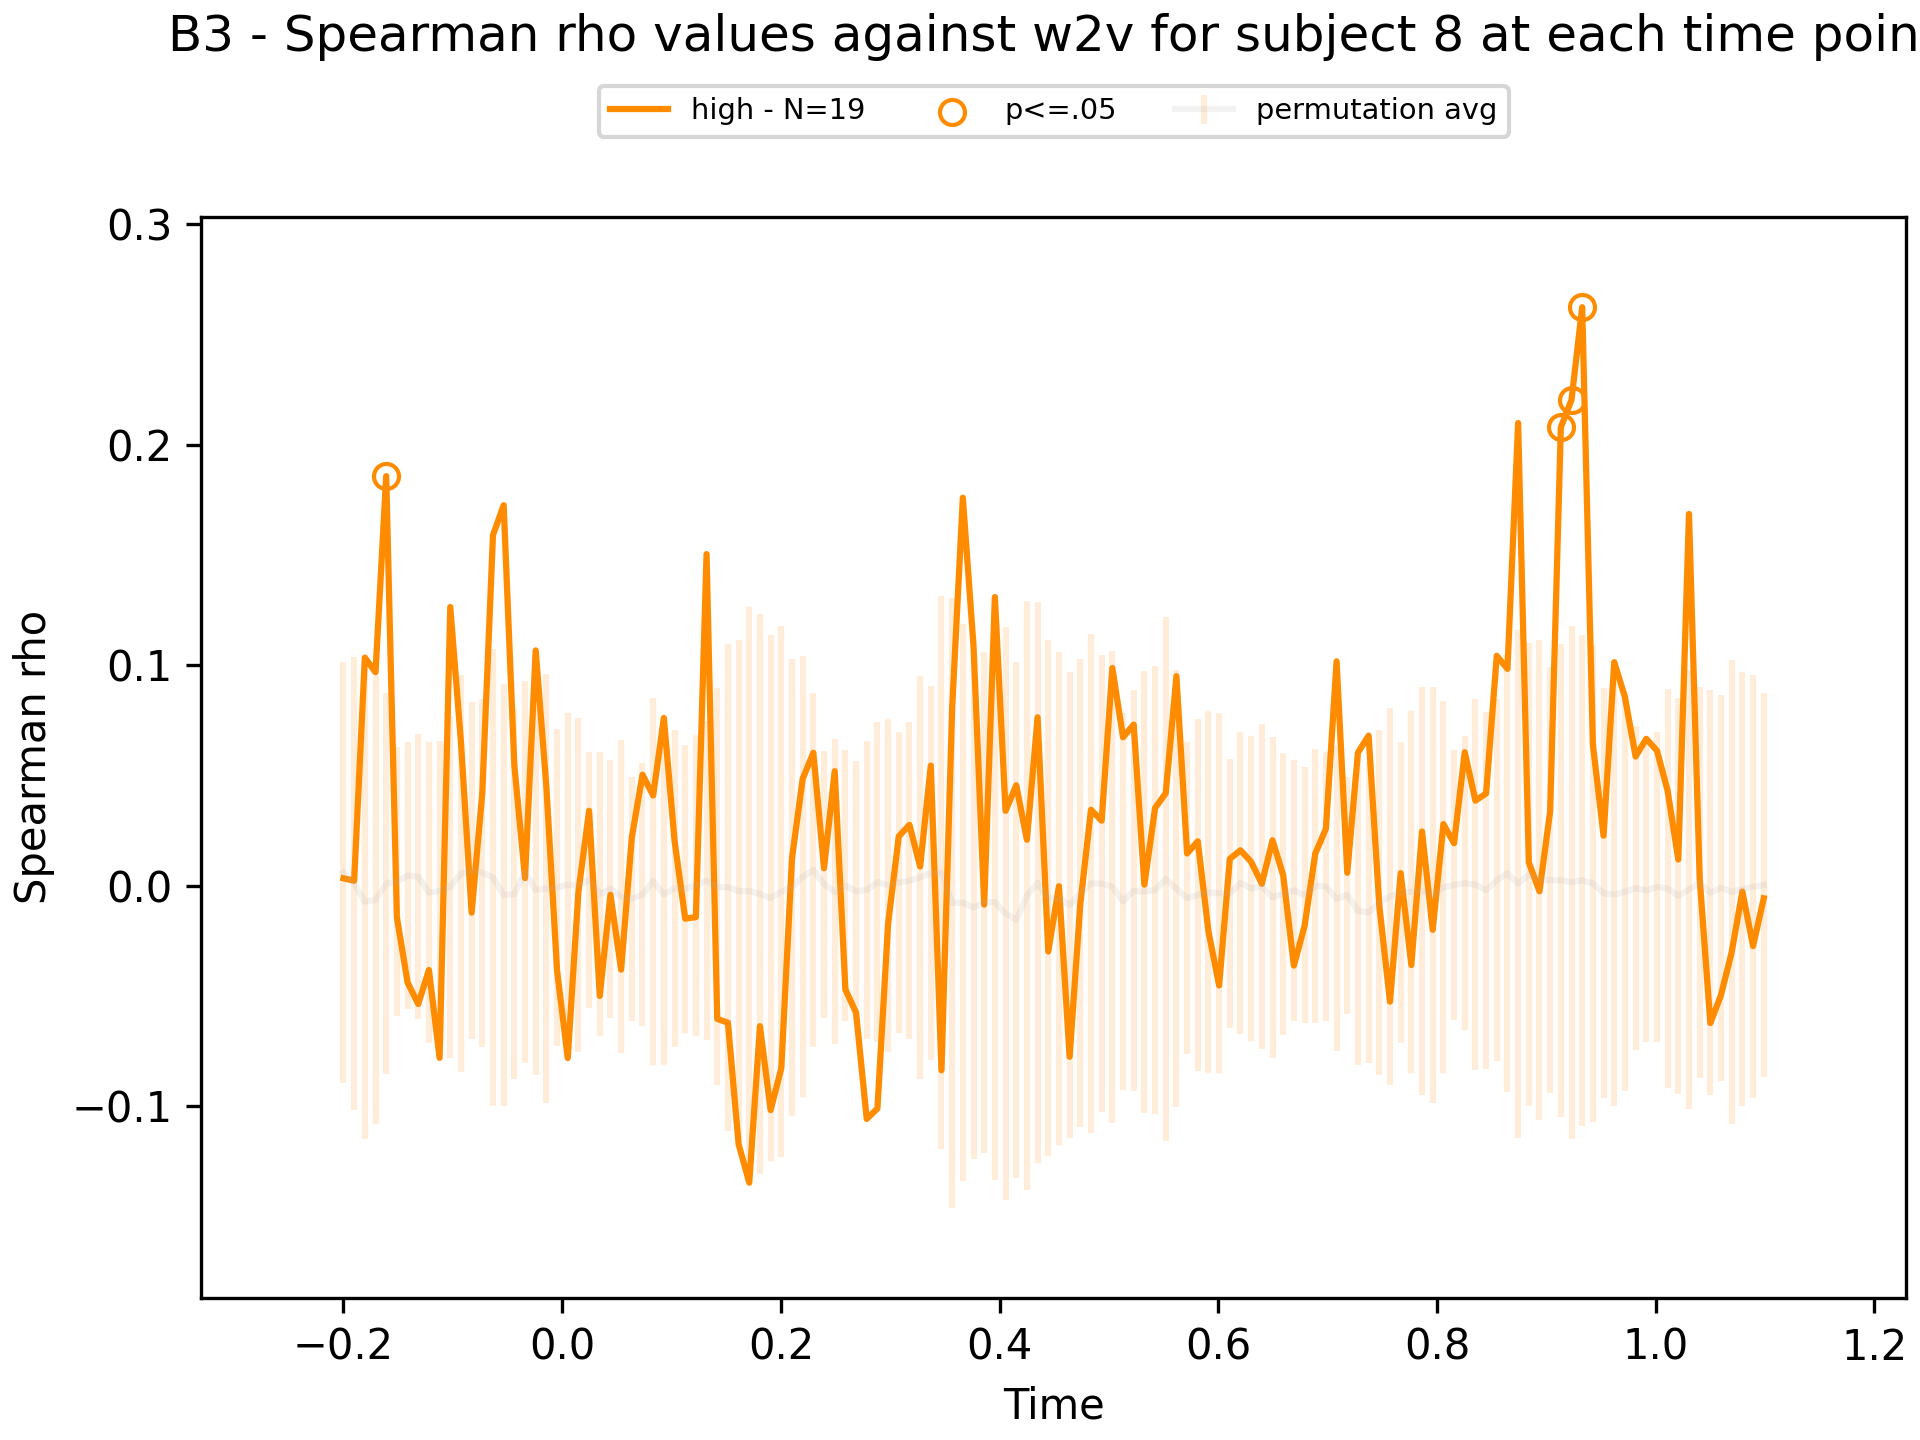 B3 - Spearman rho values against w2v for subject 8 at each time poin
high - N=19
p<=.05
permutation avg
0.3
0.2
0.1
0.0
−0.1
Spearman rho
−0.2
0.0
0.2
0.4
0.6
0.8
1.0
1.2
Time